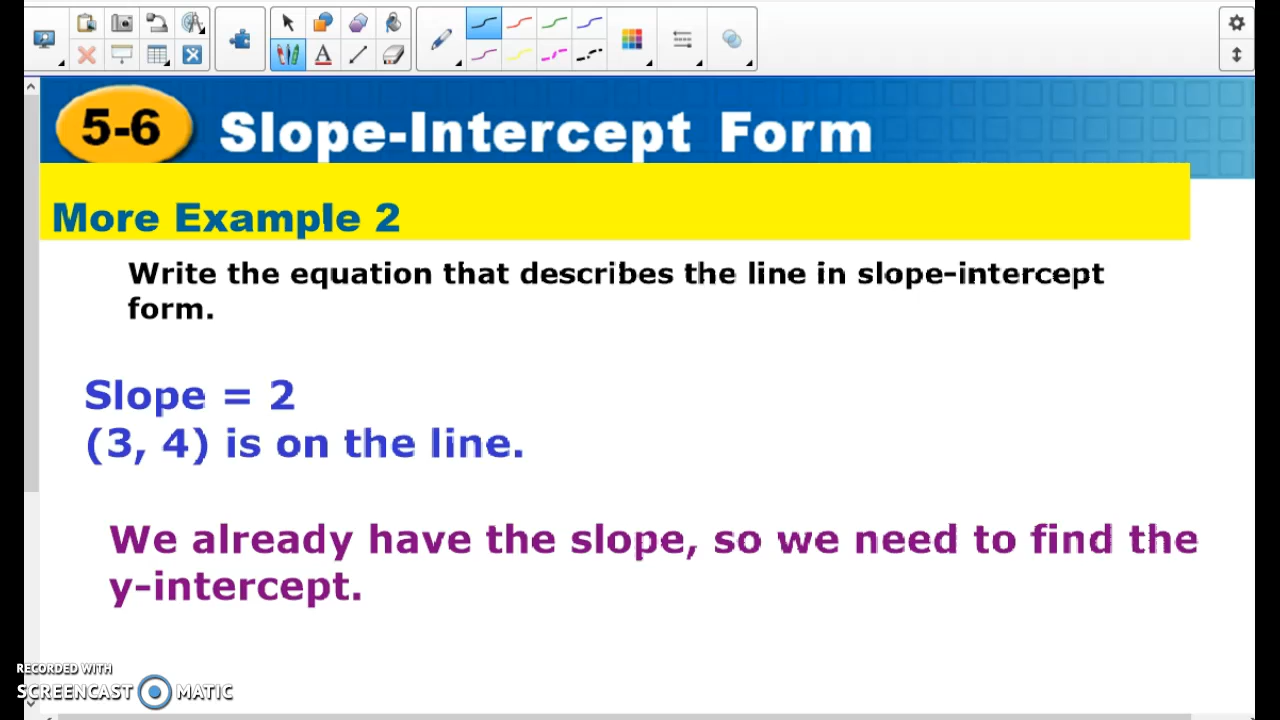 5-6 Slope-Intercept Form
More Example 2
Write the equation that describes the line in slope-intercept
form.
Slope = 2
(3, 4) is on the line.
We already have the slope, so we need to find the
y-intercept.
RECORDED WITH
SCREENCAST MATIC